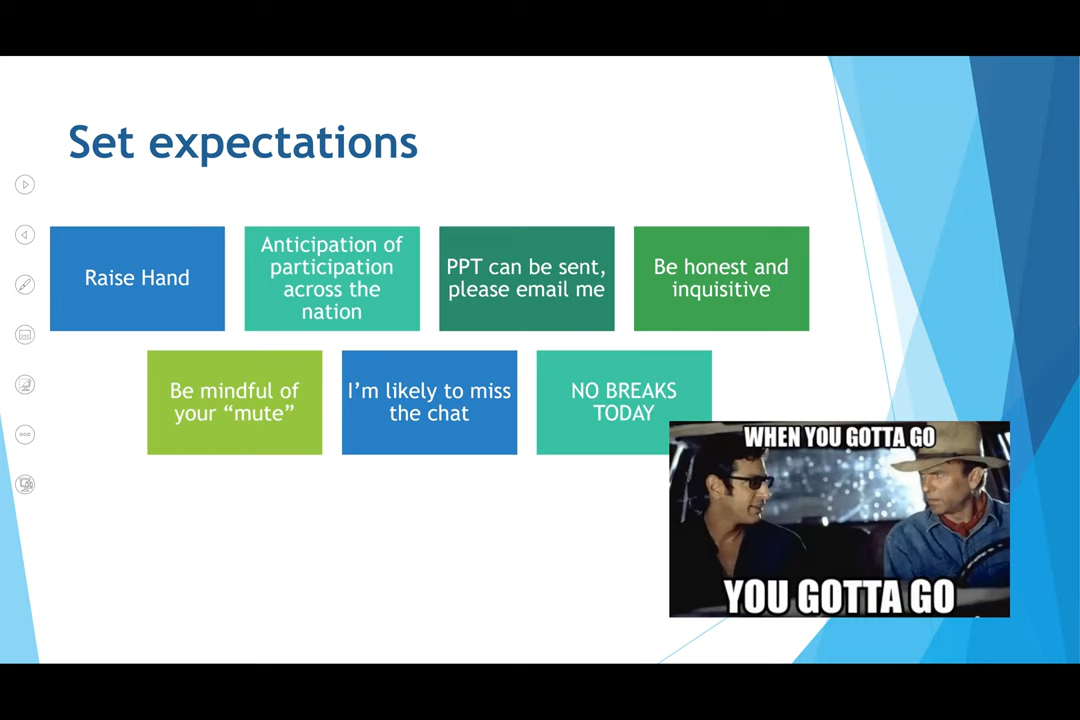 Set expectations
Raise Hand
Anticipation of
participation
across the
nation
PPT can be sent,
please email me
Be honest and
inquisitive
Be mindful of
your “mute”
I’m likely to miss
the chat
NO BREAKS
TODAY
WHEN YOU GOTTA GO
YOU GOTTA GO